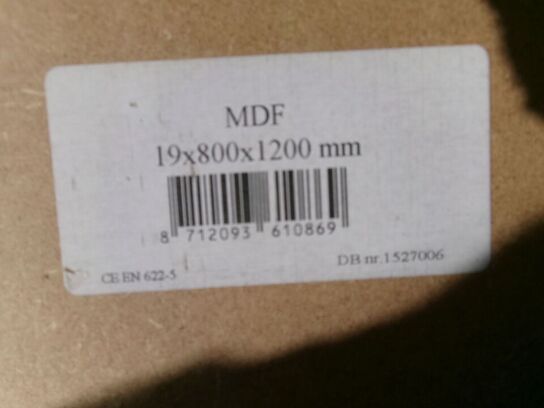 MDF
19x800x1200 mm
8 712093 610869
CE EN 622-5
DB nr.1527006